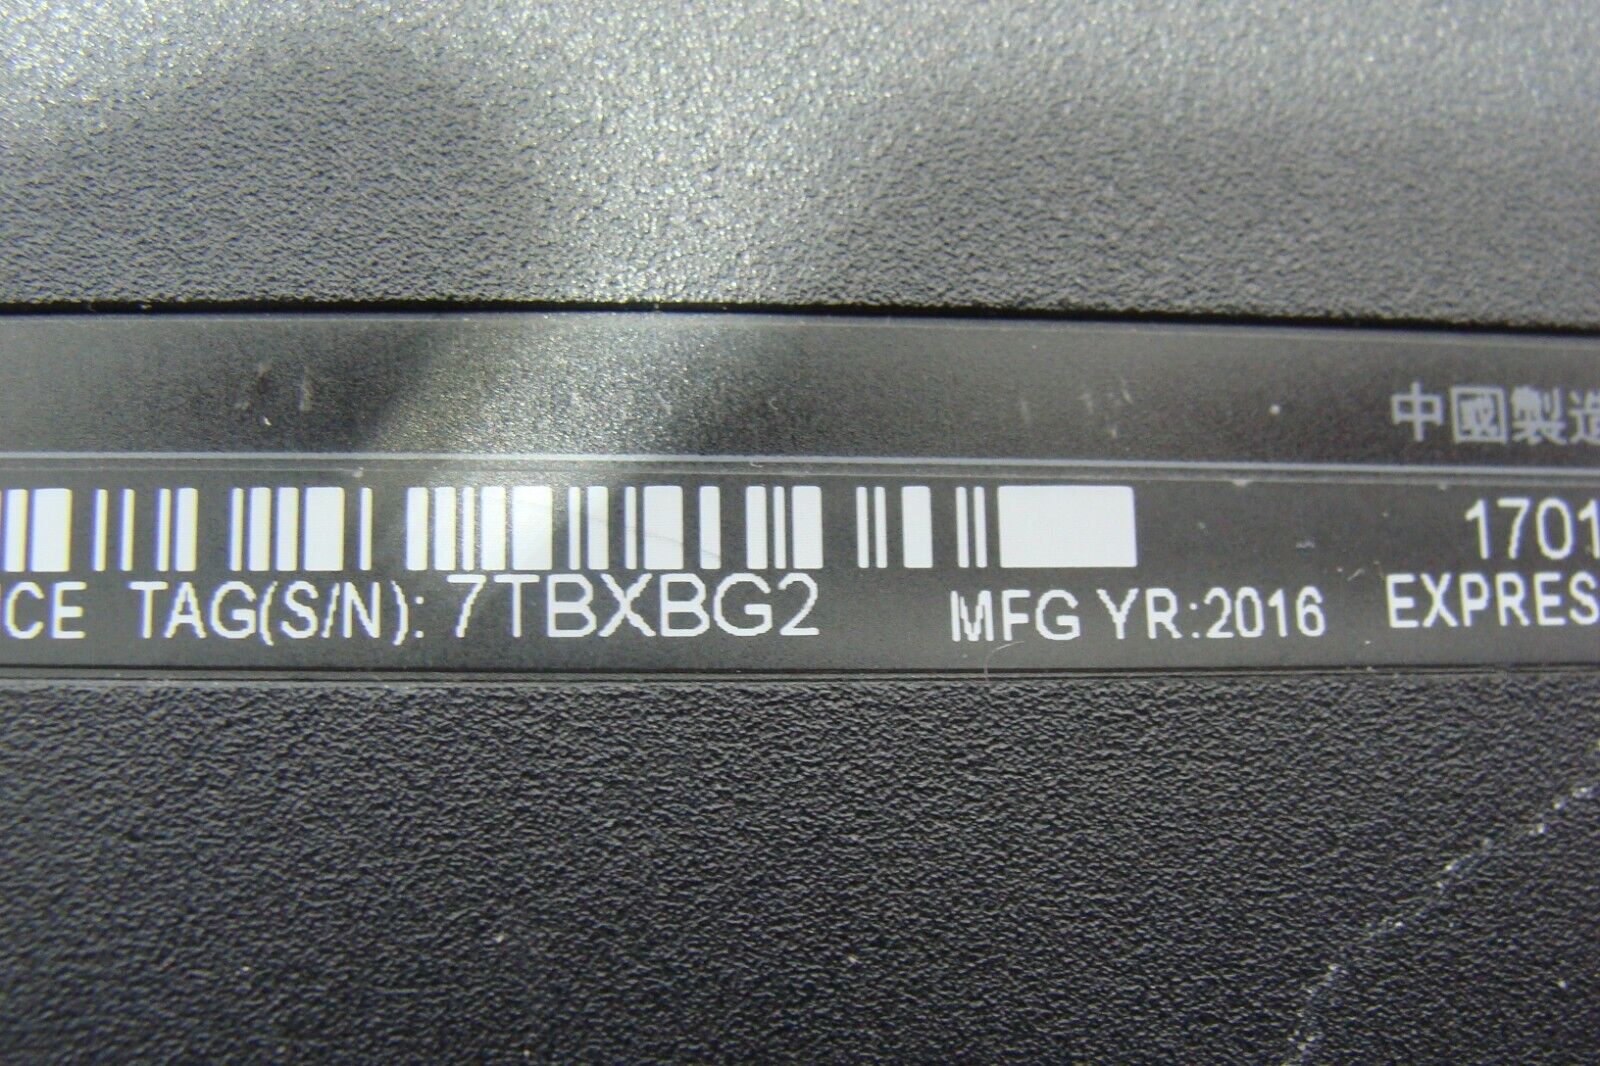 中國製造
1701
CE TAG(S/N): 7TBXBG2 MFG YR:2016 EXPRES